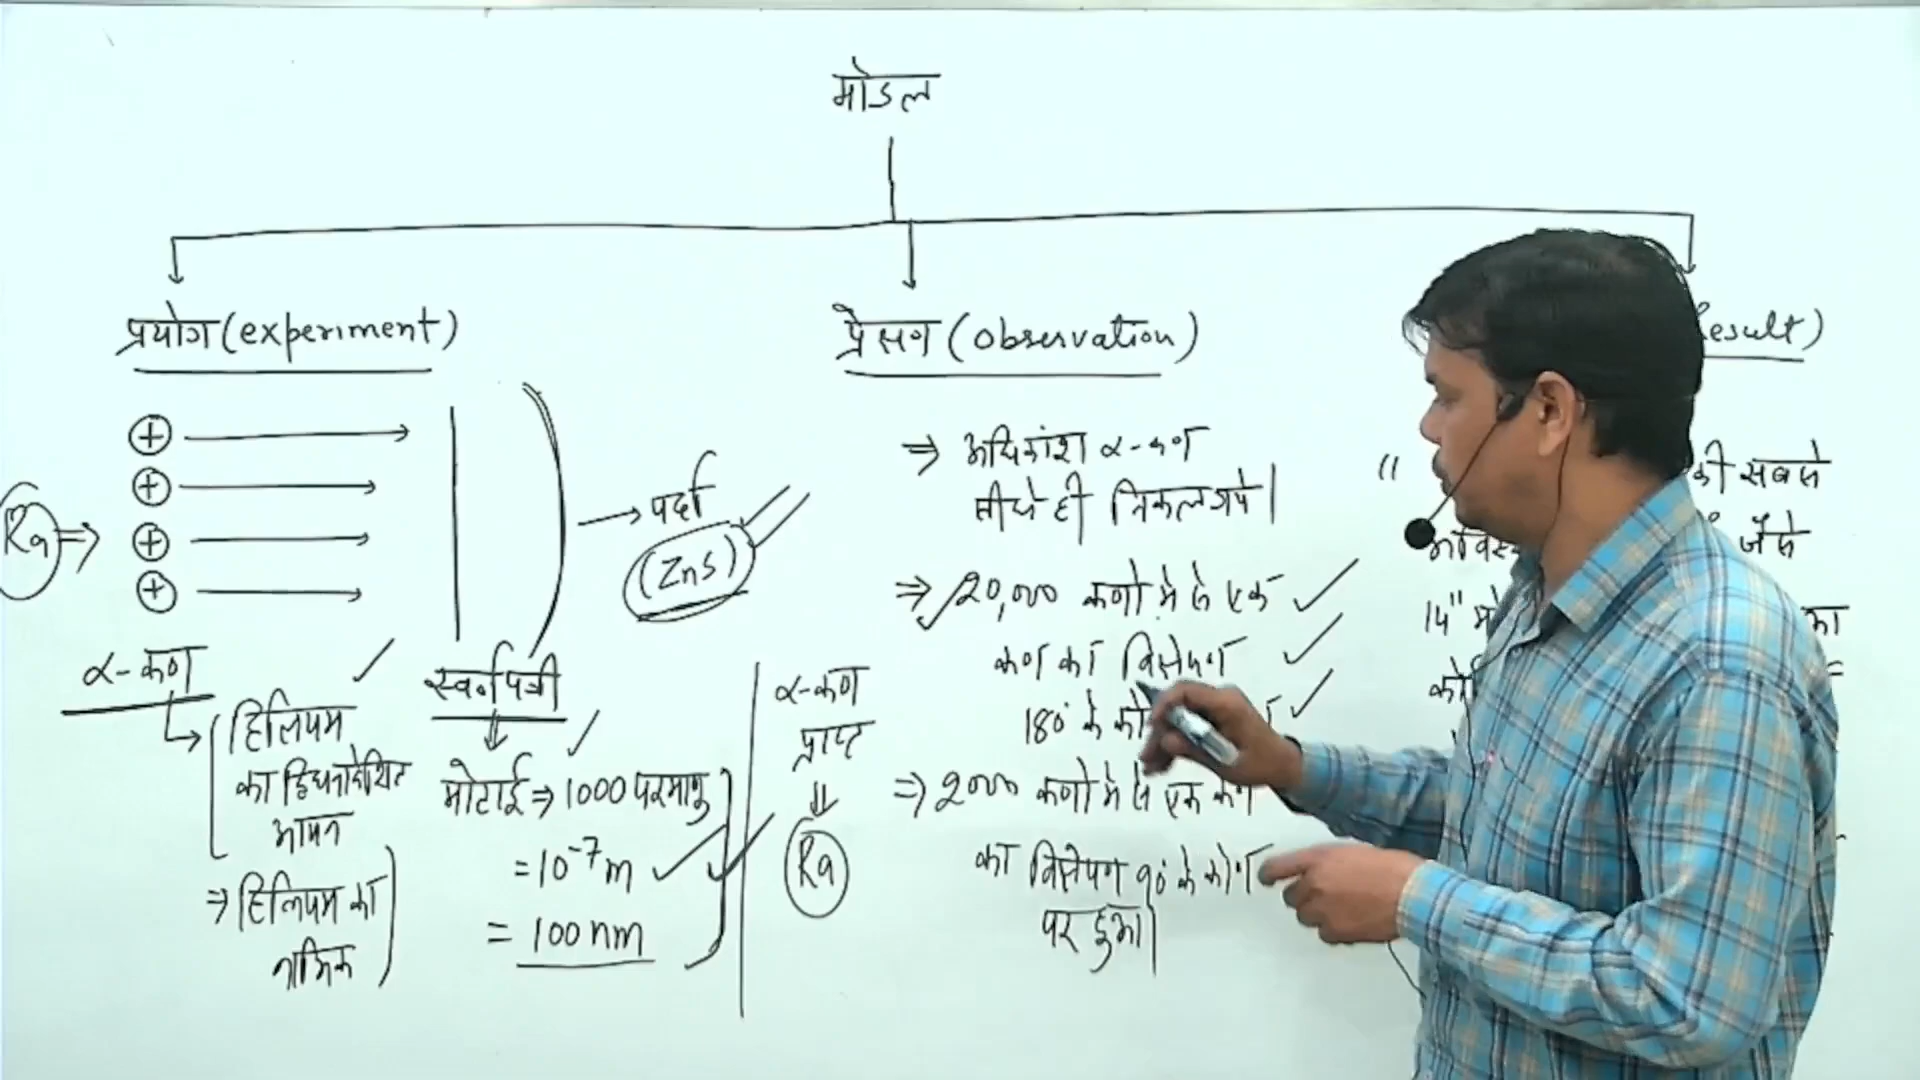 मोडल
प्रयोग (experiment)
Ra ⇒
+
+
+
+
→ पर्दा
(ZnS)
α-कण
स्वर्णपत्री
हिलियम
का द्विधनावेशित
आयन
⇒ हिलियम का
नाभिक
मोटाई ⇒ 1000 परमाणु
= 10⁻⁷ m
= 100 nm
α-कण
प्राप्त
⇓
Ra
प्रेक्षण (observation)
⇒ अधिकांश α-कण
सीधे ही निकल गये।
⇒ 20,000 कणों में से एक
कण का विक्षेपण
180° के
⇒ 2000 कणों में से एक कण
का विक्षेपण 90° के कोण
पर हुआ।
esult)
"
की सबसे
जैसे
14"
का